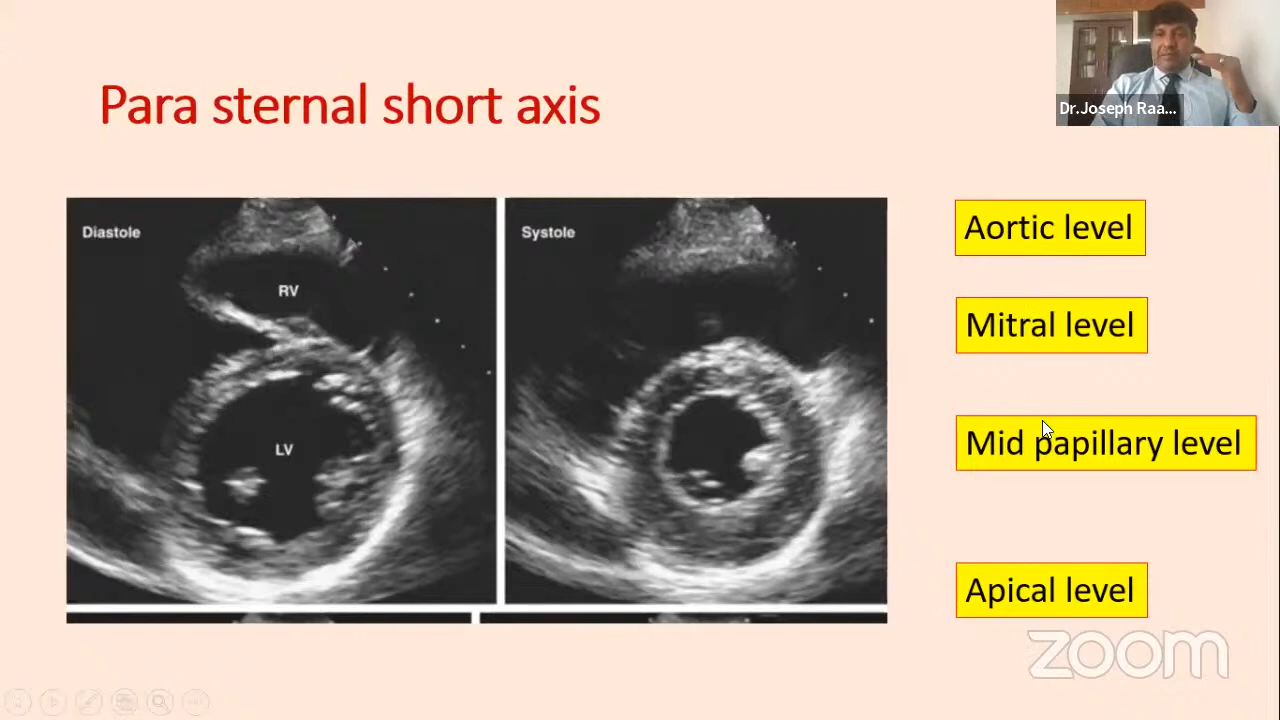 Para sternal short axis
Dr.Joseph Raa...
Diastole
RV
LV
Systole
Aortic level
Mitral level
Mid papillary level
Apical level
zoom